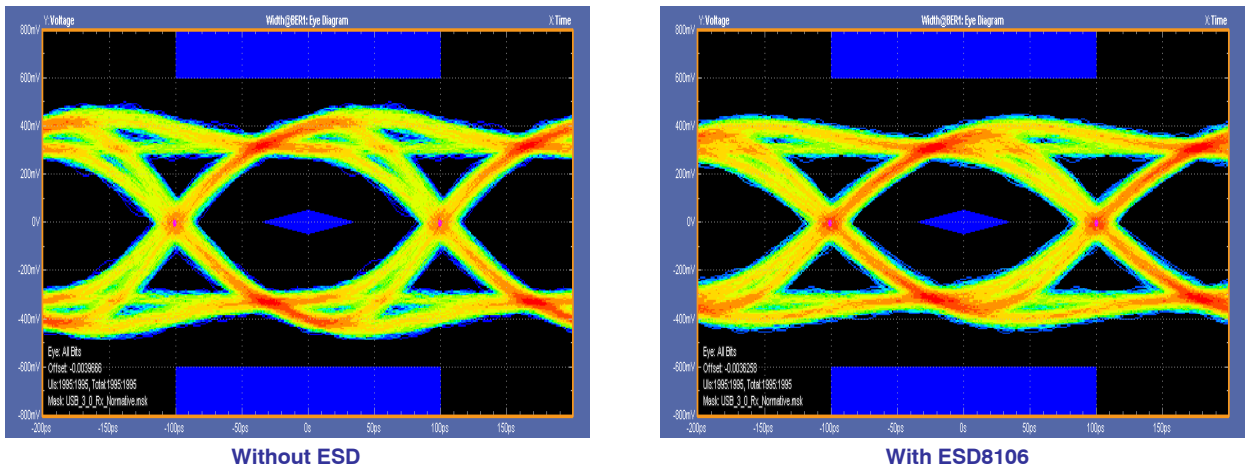 Y:Voltage Width@BER1: Eye Diagram X:Time
800mV
600mV
400mV
200mV
0V
-200mV
-400mV
-600mV
-800mV
Eye: All Bits
Offset: -0.0039666
UIs:1995:1995, Total:1995:1995
Mask: USB_3_0_Rx_Normative.msk
-200ps -150ps -100ps -50ps 0s 50ps 100ps 150ps
Without ESD
Y:Voltage Width@BER1: Eye Diagram X:Time
800mV
600mV
400mV
200mV
0V
-200mV
-400mV
-600mV
-800mV
Eye: All Bits
Offset: -0.0036258
UIs:1995:1995, Total:1995:1995
Mask: USB_3_0_Rx_Normative.msk
-200ps -150ps -100ps -50ps 0s 50ps 100ps 150ps
With ESD8106